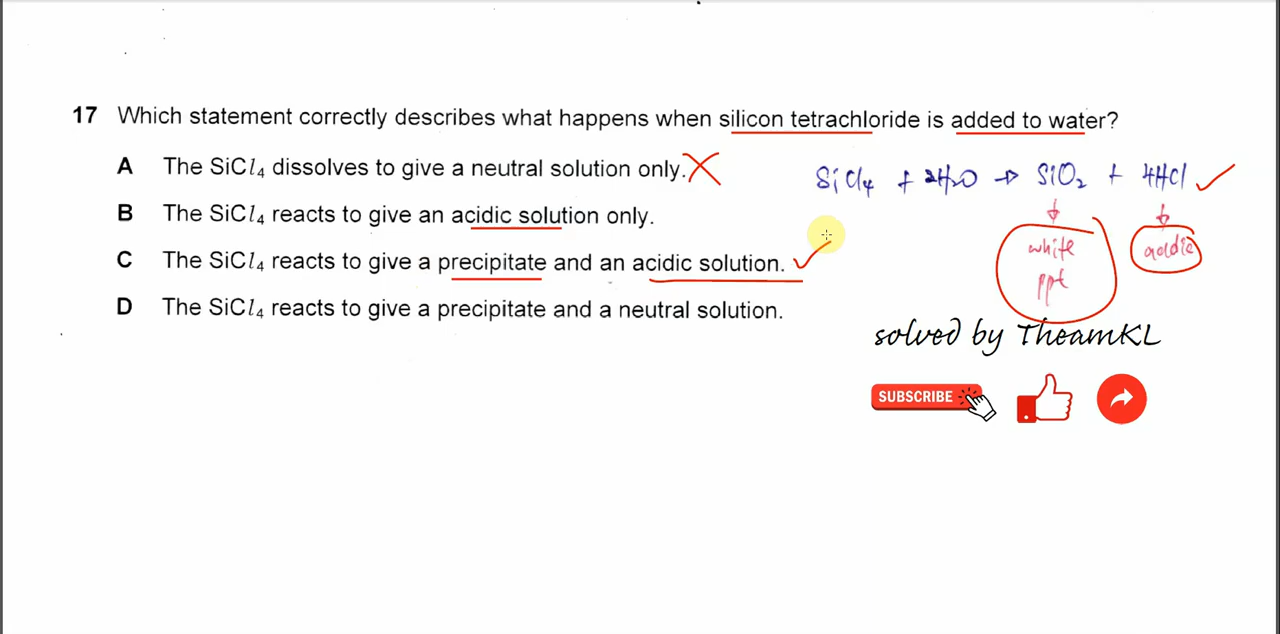 17 Which statement correctly describes what happens when silicon tetrachloride is added to water?
A The SiCl4 dissolves to give a neutral solution only.
SiCl4 + 2H2O → SiO2 + 4HCl
B The SiCl4 reacts to give an acidic solution only.
white
ppt
acidic
C The SiCl4 reacts to give a precipitate and an acidic solution.
D The SiCl4 reacts to give a precipitate and a neutral solution.
solved by TheamKL
SUBSCRIBE